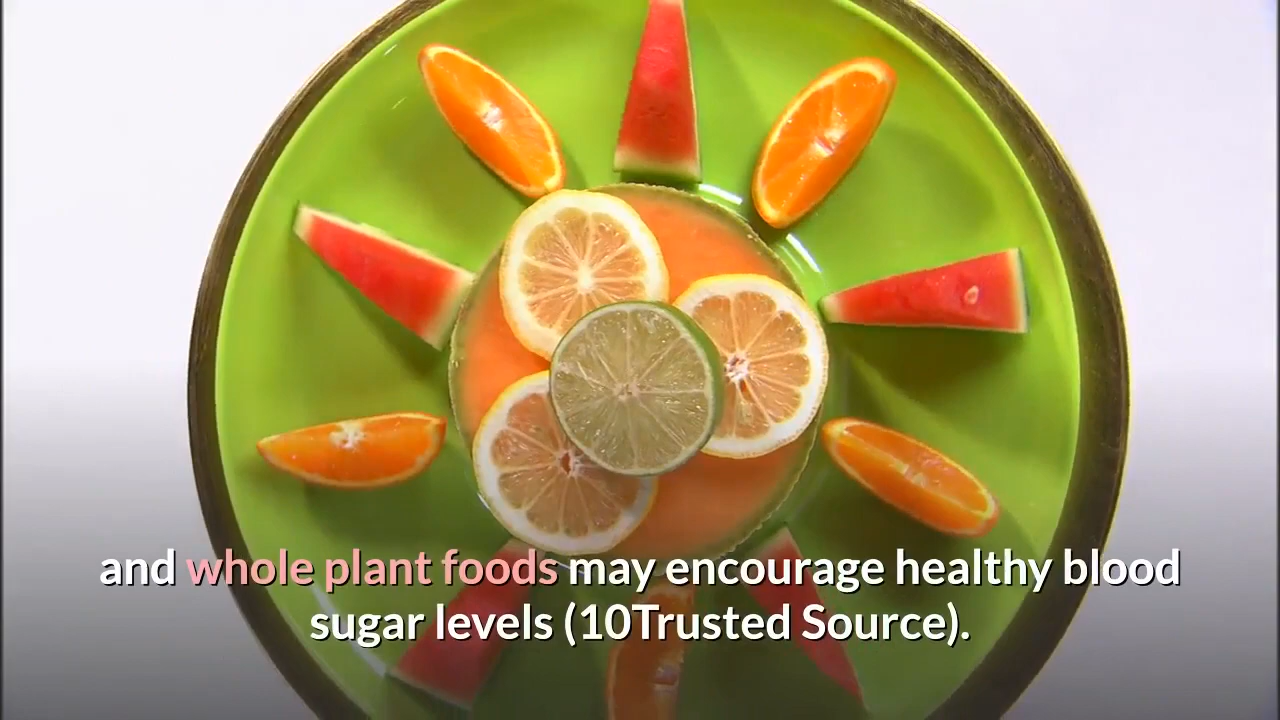 and whole plant foods may encourage healthy blood
sugar levels (10Trusted Source).